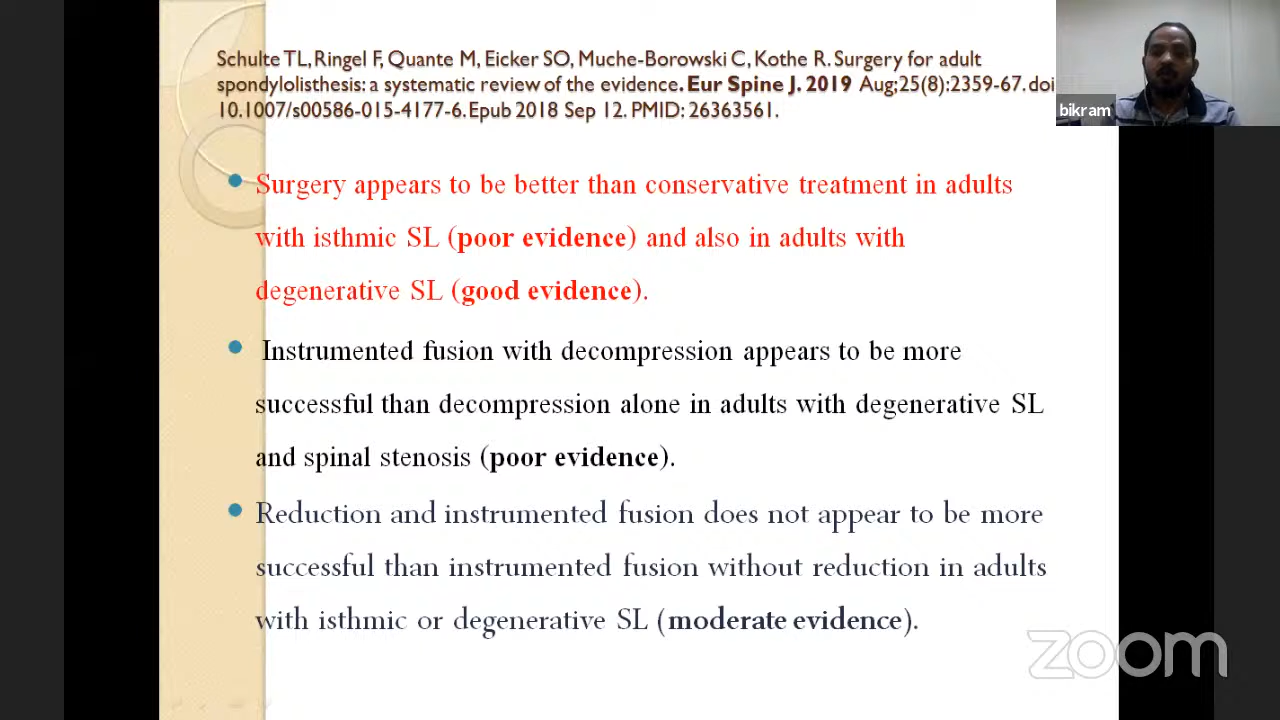 Schulte TL, Ringel F, Quante M, Eicker SO, Muche-Borowski C, Kothe R. Surgery for adult
spondylolisthesis: a systematic review of the evidence. Eur Spine J. 2019 Aug;25(8):2359-67. doi
10.1007/s00586-015-4177-6. Epub 2018 Sep 12. PMID: 26363561.
bikram
Surgery appears to be better than conservative treatment in adults
with isthmic SL (poor evidence) and also in adults with
degenerative SL (good evidence).
Instrumented fusion with decompression appears to be more
successful than decompression alone in adults with degenerative SL
and spinal stenosis (poor evidence).
Reduction and instrumented fusion does not appear to be more
successful than instrumented fusion without reduction in adults
with isthmic or degenerative SL (moderate evidence).
zoom